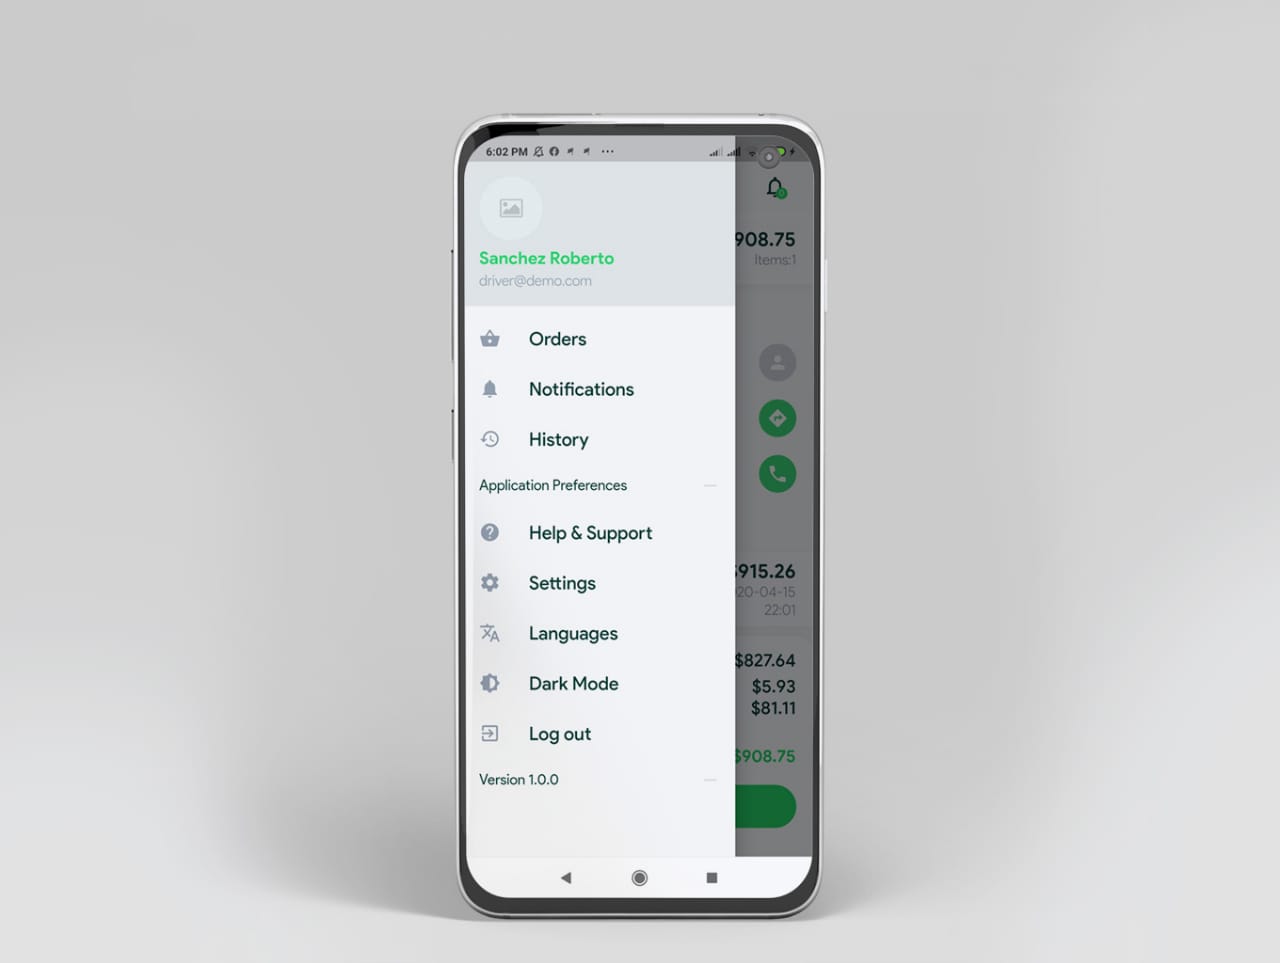 6:02 PM
908.75
Items:1
Sanchez Roberto
driver@demo.com
Orders
Notifications
History
Application Preferences
Help & Support
$915.26
20-04-15
22:01
Settings
Languages
$827.64
Dark Mode
$5.93
$81.11
Log out
$908.75
Version 1.0.0